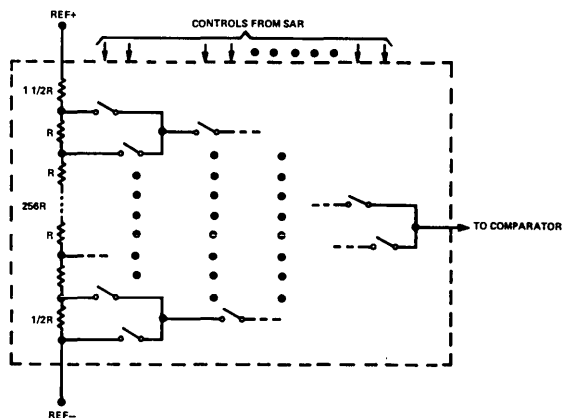 REF+
CONTROLS FROM SAR
1 1/2R
R
R
256R
R
TO COMPARATOR
1/2R
REF–